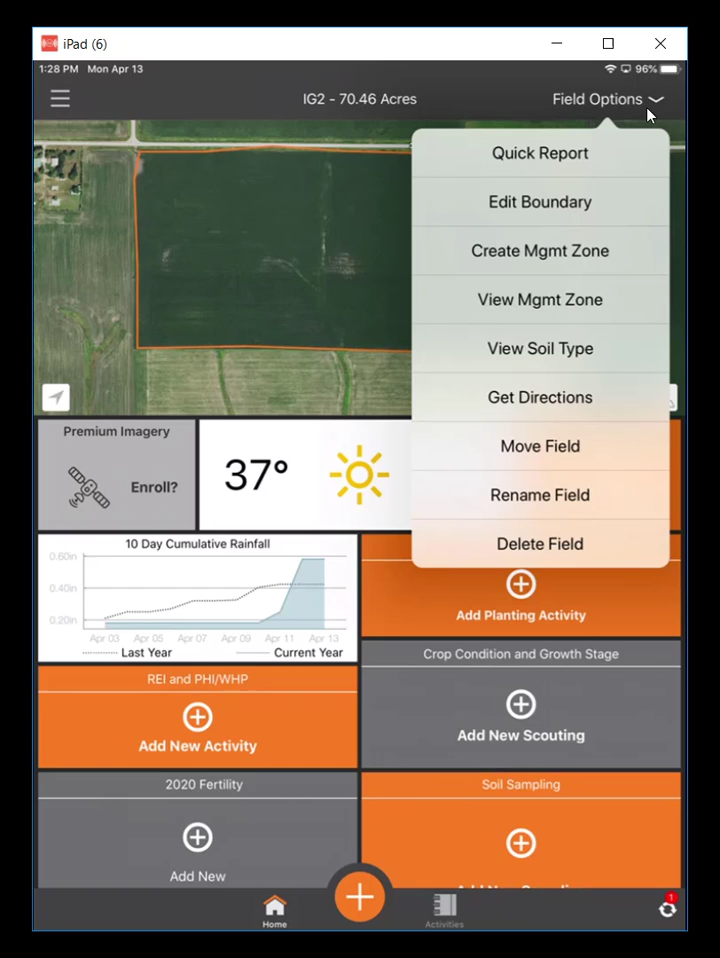 iPad (6)
1:28 PM Mon Apr 13
96%
IG2 - 70.46 Acres
Field Options
Quick Report
Edit Boundary
Create Mgmt Zone
View Mgmt Zone
View Soil Type
Get Directions
Move Field
Rename Field
Delete Field
Premium Imagery
Enroll?
37°
10 Day Cumulative Rainfall
0.60in
0.40in
0.20in
Apr 03 Apr 05 Apr 07 Apr 09 Apr 11 Apr 13
Last Year Current Year
Add Planting Activity
REI and PHI/WHP
Add New Activity
Crop Condition and Growth Stage
Add New Scouting
2020 Fertility
Add New
Soil Sampling
Home
Activities
1